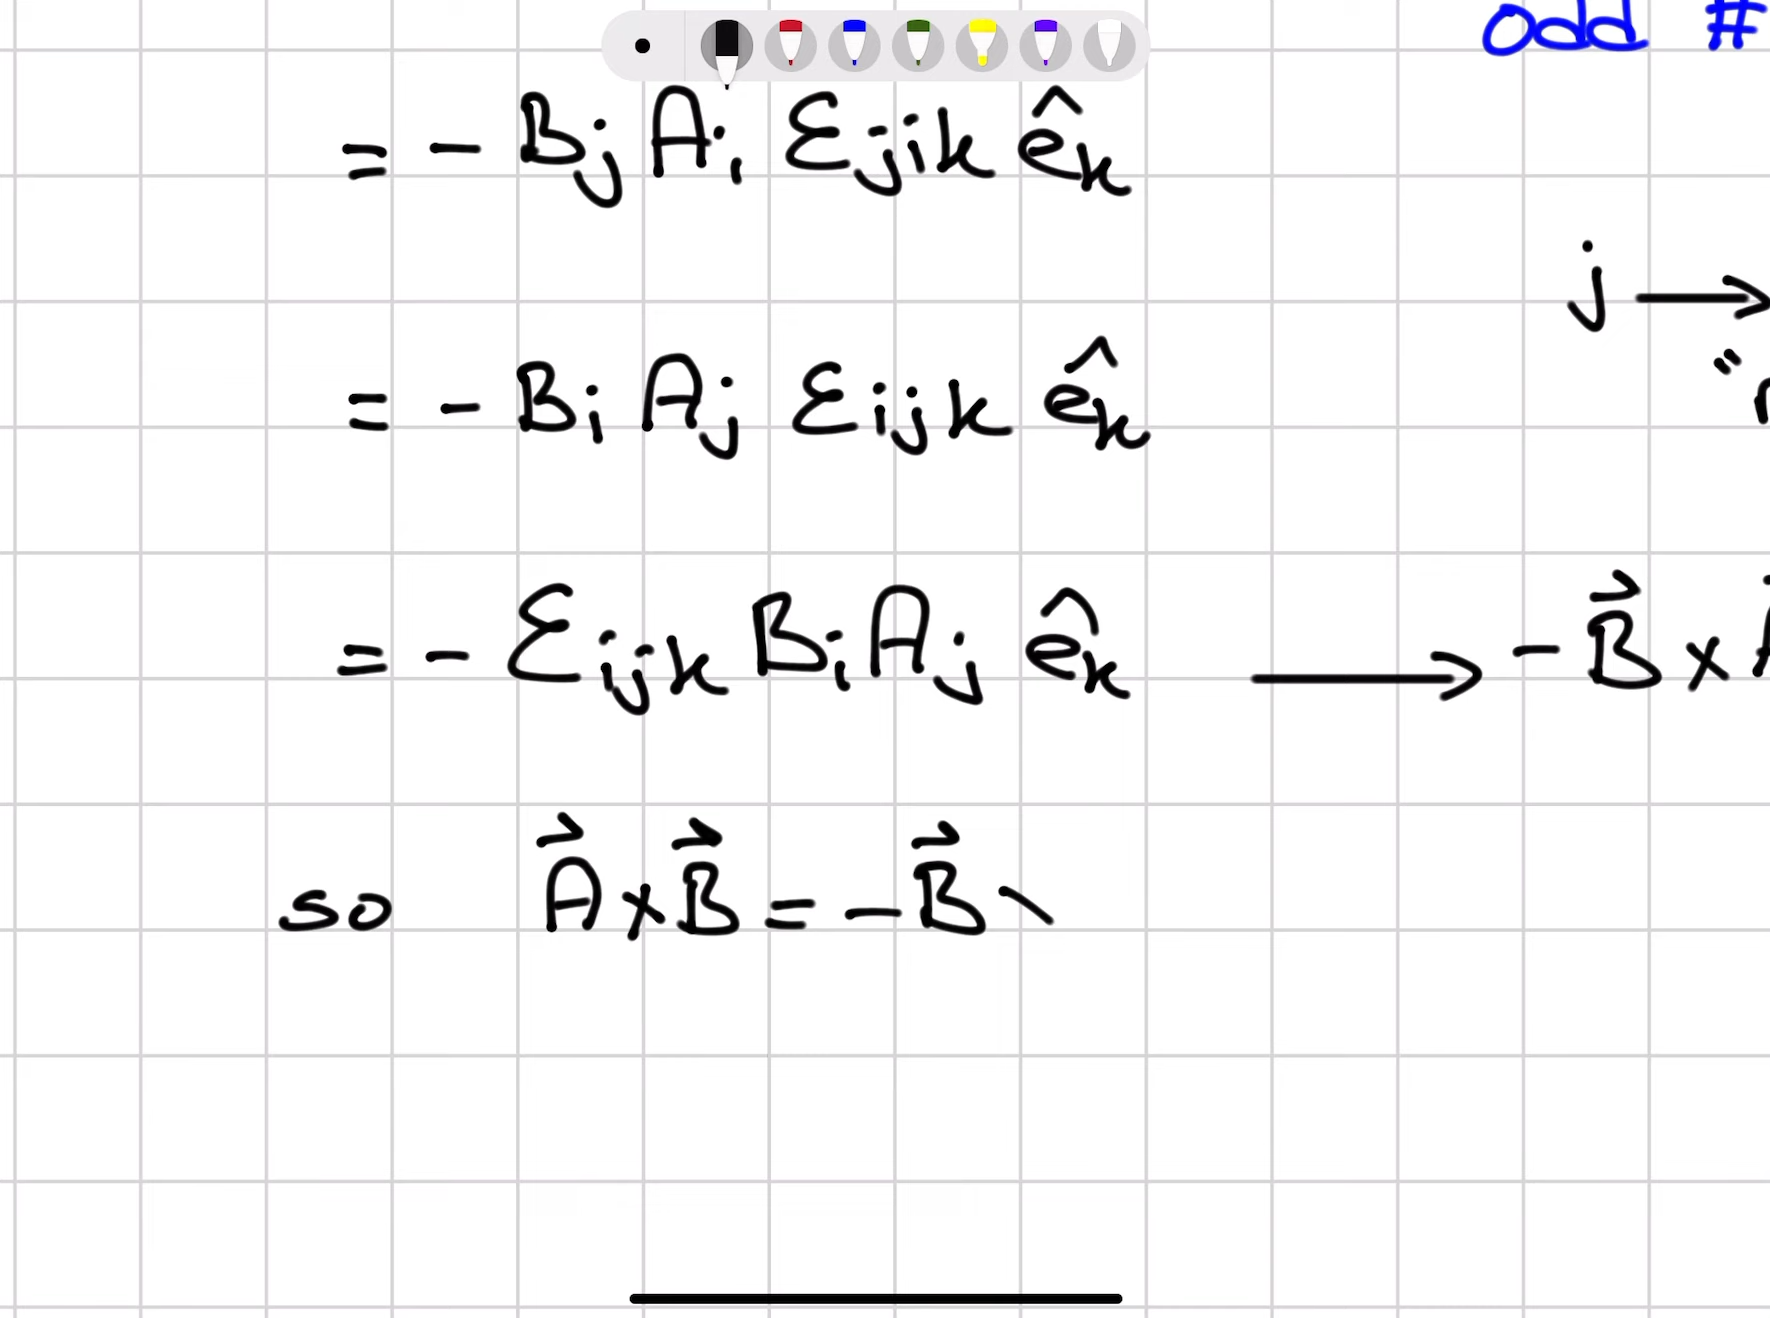 odd #
= - Bj Ai εjik êk
j →
= - Bi Aj εijk êk
= - εijk Bi Aj êk → - B⃗ ×
so A⃗ × B⃗ = - B⃗ \